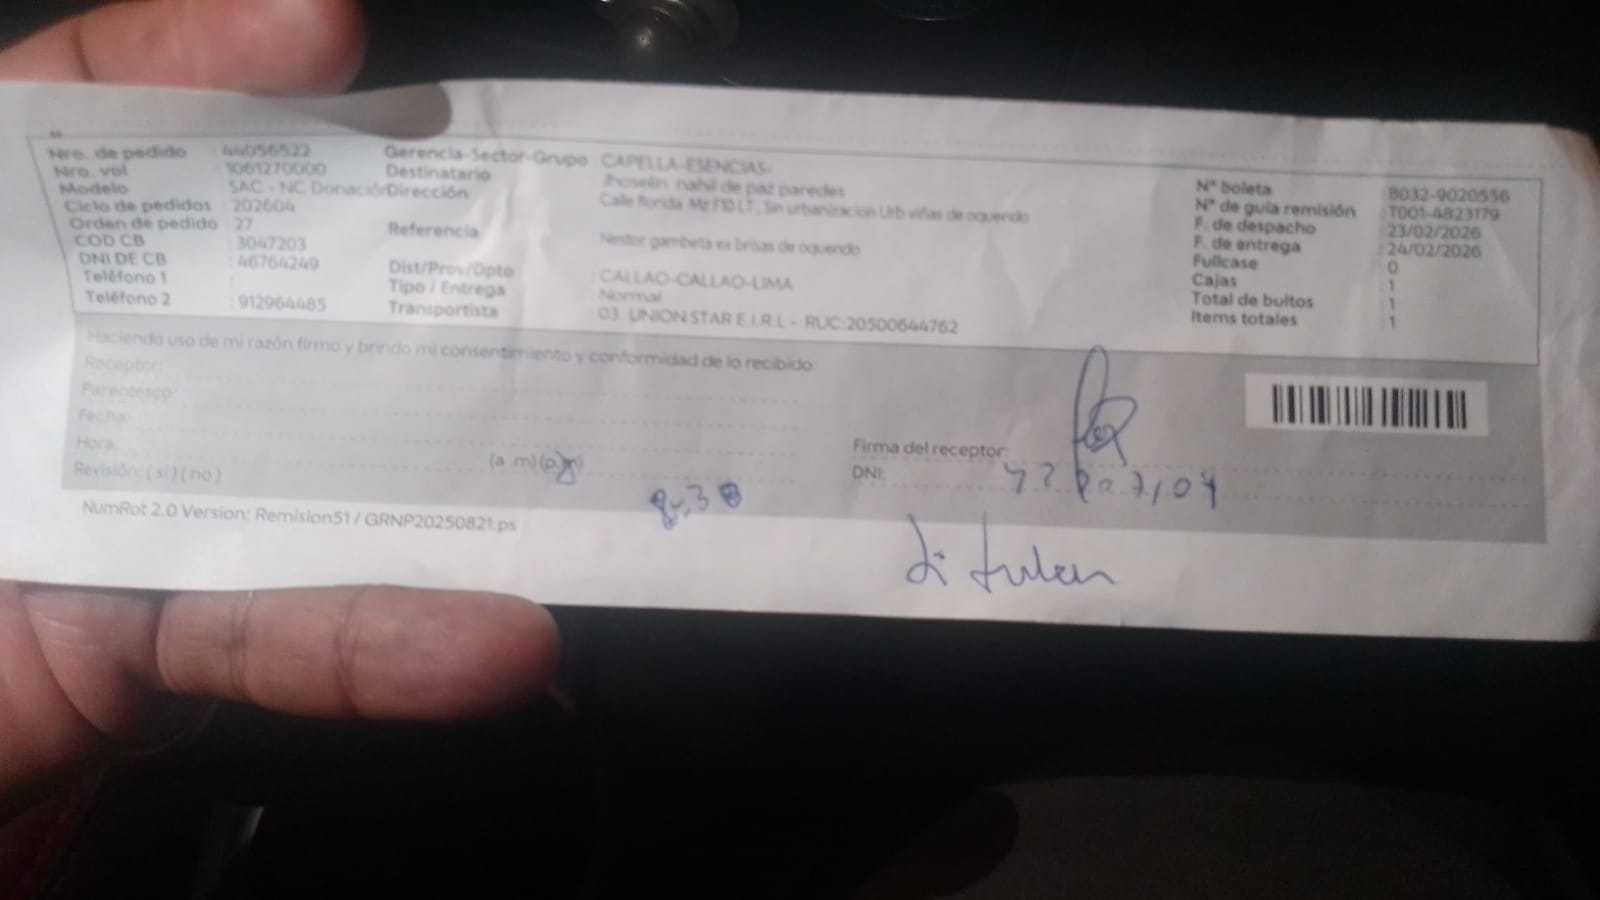 Nro. de pedido : 44056522
Nro. vol : 1061270000
Modelo SAC - NC Donación
Ciclo de pedidos : 202604
Orden de pedido : 27
COD CB : 3047203
DNI DE CB : 46764249
Teléfono 1 :
Teléfono 2 : 912964485
Gerencia-Sector-Grupo CAPELLA-ESENCIAS-
Destinatario Jhoselin nahil de paz paredes
Dirección Calle florida Mz F10 LT , Sin urbanizacion Urb viñas de oquendo
Referencia Nestor gambeta ex brisas de oquendo
Dist/Prov/Dpto : CALLAO-CALLAO-LIMA
Tipo / Entrega Normal
Transportista : 03. UNION STAR E.I.R.L - RUC:20500644762
N° boleta : B032-9020556
N° de guía remisión : T001-4823179
F. de despacho : 23/02/2026
F. de entrega : 24/02/2026
Fullcase : 0
Cajas : 1
Total de bultos : 1
Items totales : 1
Haciendo uso de mi razón firmo y brindo mi consentimiento y conformidad de lo recibido
Receptor:
Parentesco:
Fecha:
Hora: (a .m) (p.m)
Revisión: ( si ) ( no )
Firma del receptor:
DNI:
NumRot 2.0 Version: Remision51 / GRNP20250821.ps